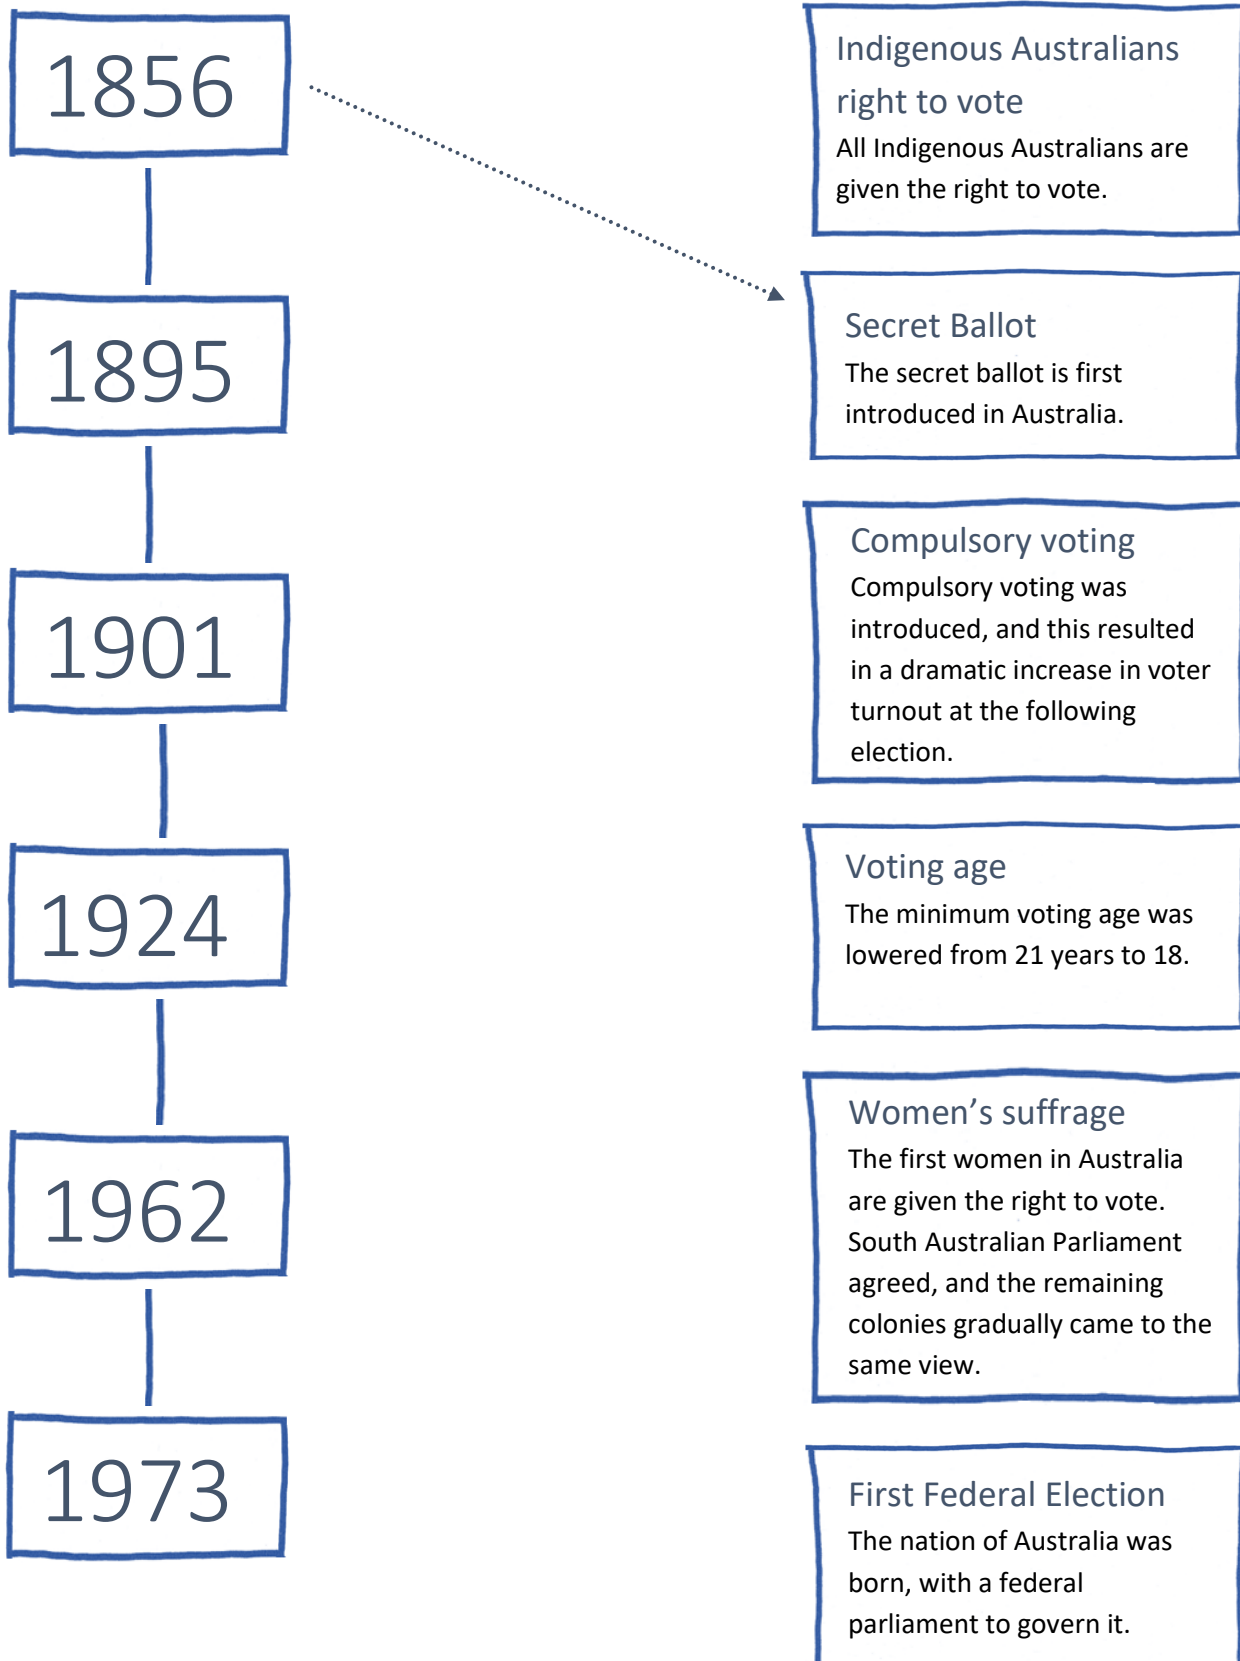 1856
1895
1901
1924
1962
1973
Indigenous Australians
right to vote
All Indigenous Australians are
given the right to vote.
Secret Ballot
The secret ballot is first
introduced in Australia.
Compulsory voting
Compulsory voting was
introduced, and this resulted
in a dramatic increase in voter
turnout at the following
election.
Voting age
The minimum voting age was
lowered from 21 years to 18.
Women’s suffrage
The first women in Australia
are given the right to vote.
South Australian Parliament
agreed, and the remaining
colonies gradually came to the
same view.
First Federal Election
The nation of Australia was
born, with a federal
parliament to govern it.